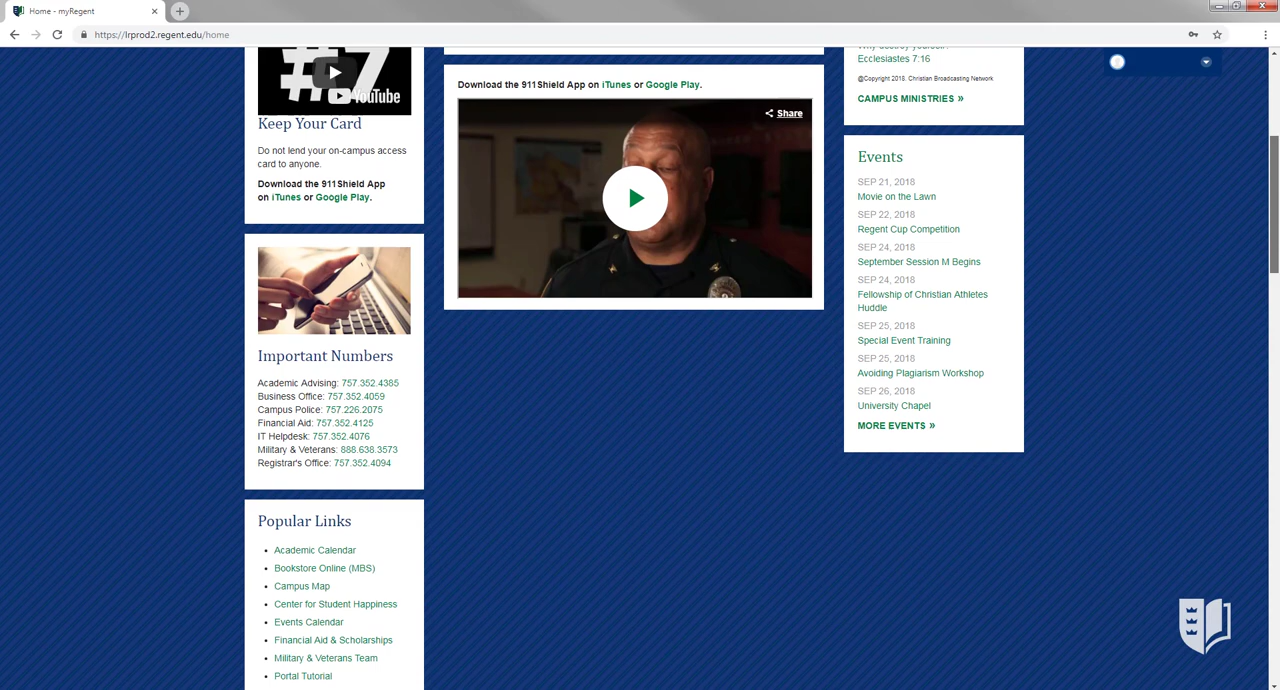 Home - myRegent
https://lrprod2.regent.edu/home
#7
YouTube
Keep Your Card
Do not lend your on-campus access
card to anyone.
Download the 911Shield App
on iTunes or Google Play.
Important Numbers
Academic Advising: 757.352.4385
Business Office: 757.352.4059
Campus Police: 757.226.2075
Financial Aid: 757.352.4125
IT Helpdesk: 757.352.4076
Military & Veterans: 888.638.3573
Registrar's Office: 757.352.4094
Popular Links
Academic Calendar
Bookstore Online (MBS)
Campus Map
Center for Student Happiness
Events Calendar
Financial Aid & Scholarships
Military & Veterans Team
Portal Tutorial
Download the 911Shield App on iTunes or Google Play.
Share
Why destroy yourself?
Ecclesiastes 7:16
@Copyright 2018. Christian Broadcasting Network
CAMPUS MINISTRIES »
Events
SEP 21, 2018
Movie on the Lawn
SEP 22, 2018
Regent Cup Competition
SEP 24, 2018
September Session M Begins
SEP 24, 2018
Fellowship of Christian Athletes
Huddle
SEP 25, 2018
Special Event Training
SEP 25, 2018
Avoiding Plagiarism Workshop
SEP 26, 2018
University Chapel
MORE EVENTS »